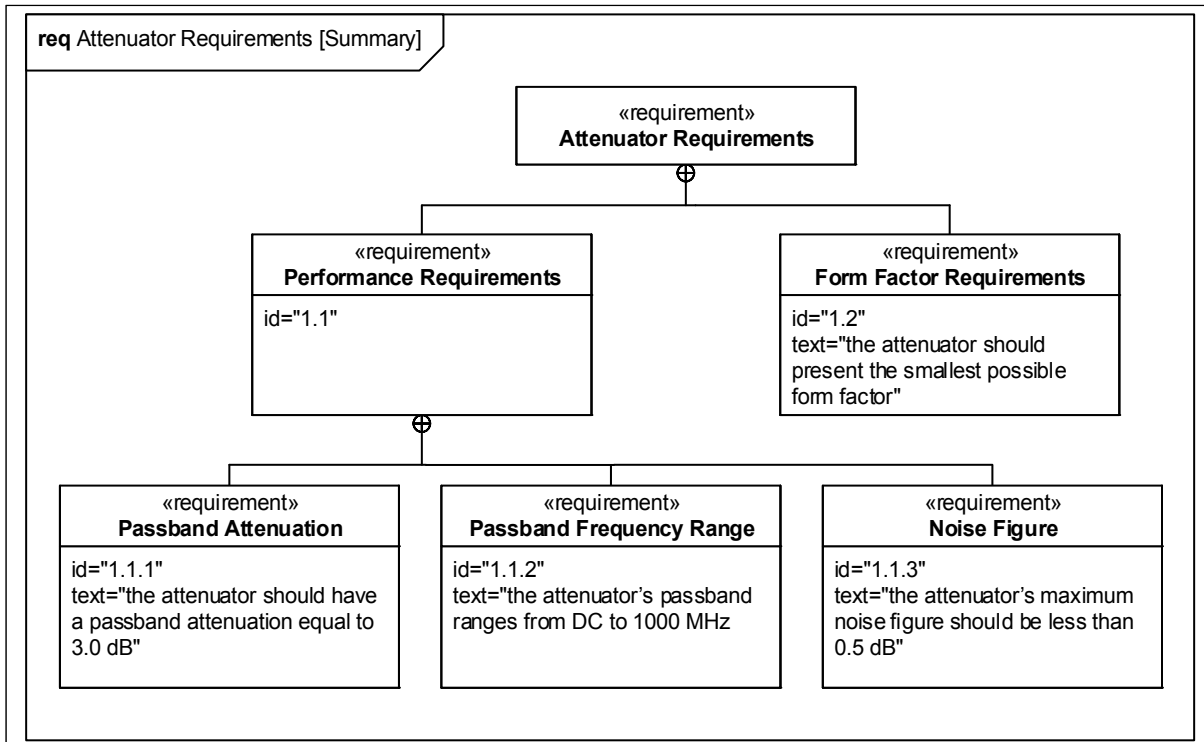 req Attenuator Requirements [Summary]
«requirement»
Attenuator Requirements
«requirement»
Performance Requirements
id="1.1"
«requirement»
Form Factor Requirements
id="1.2"
text="the attenuator should
present the smallest possible
form factor"
«requirement»
Passband Attenuation
id="1.1.1"
text="the attenuator should have
a passband attenuation equal to
3.0 dB"
«requirement»
Passband Frequency Range
id="1.1.2"
text="the attenuator’s passband
ranges from DC to 1000 MHz
«requirement»
Noise Figure
id="1.1.3"
text="the attenuator’s maximum
noise figure should be less than
0.5 dB"